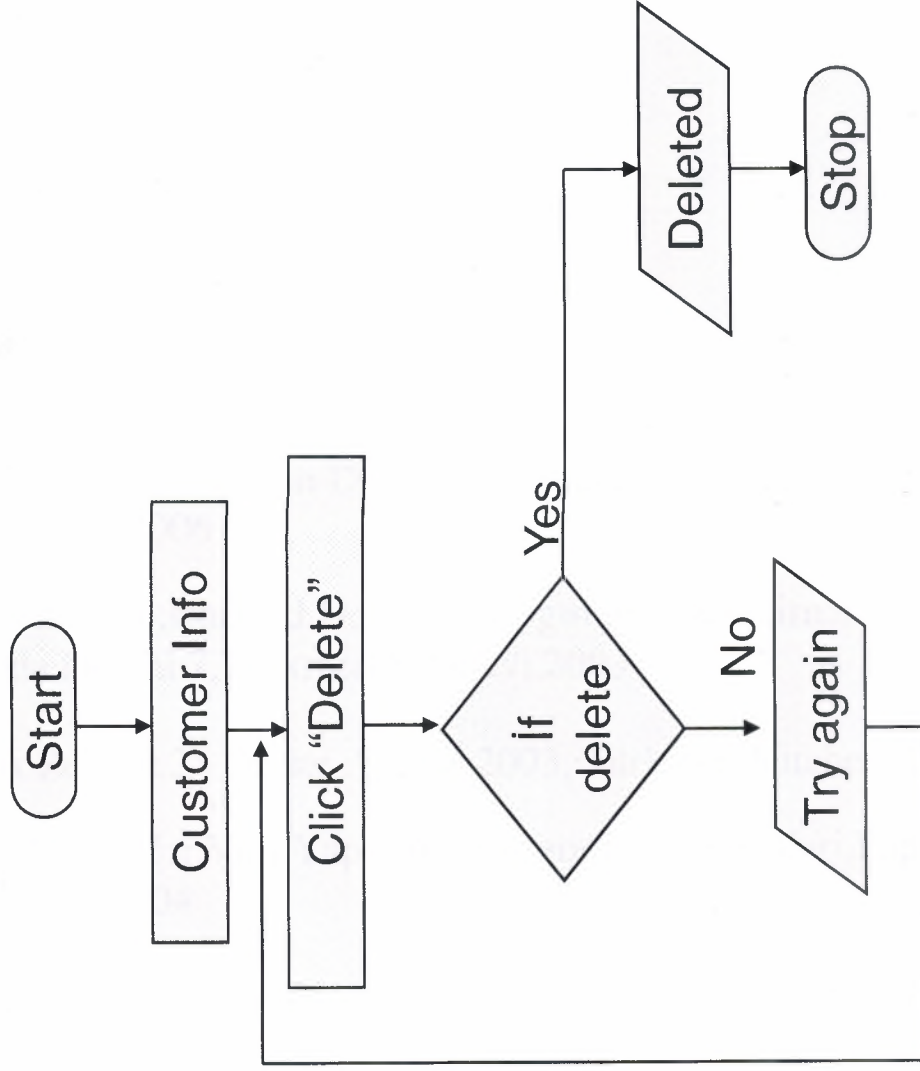 Start
Customer Info
Click “Delete”
if
delete
Yes
No
Deleted
Try again
Stop